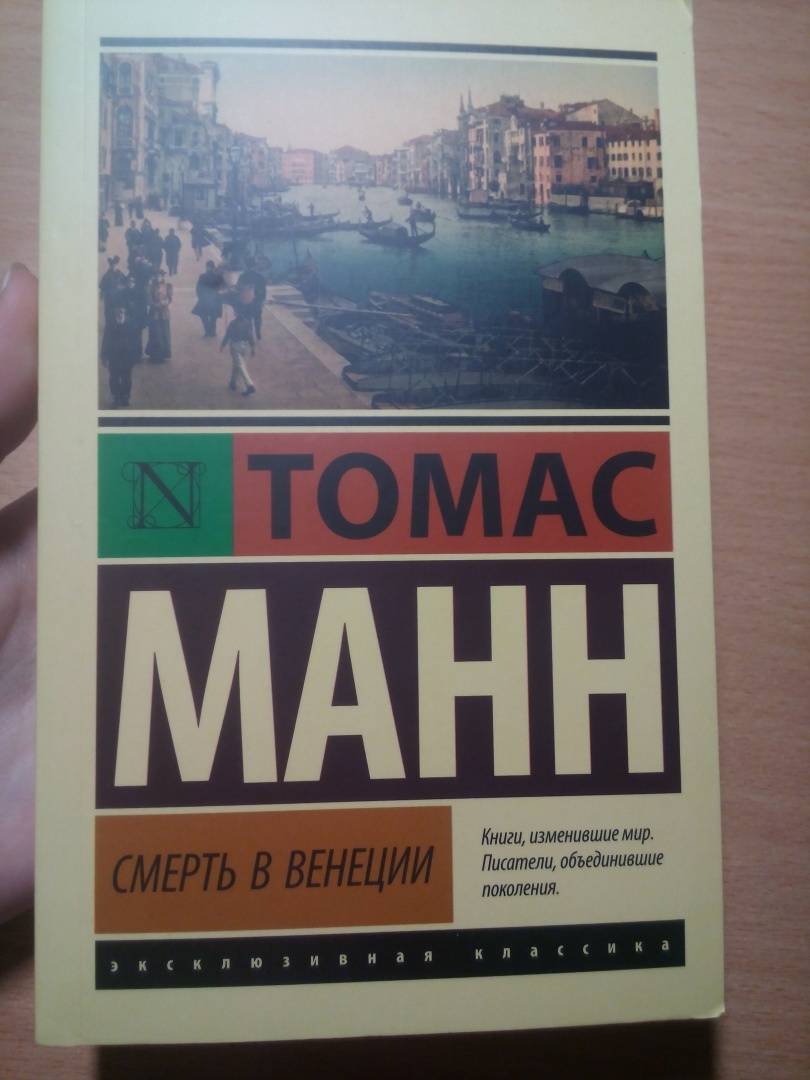 N ТОМАС
МАНН
СМЕРТЬ В ВЕНЕЦИИ
Книги, изменившие мир.
Писатели, объединившие
поколения.
эксклюзивная классика